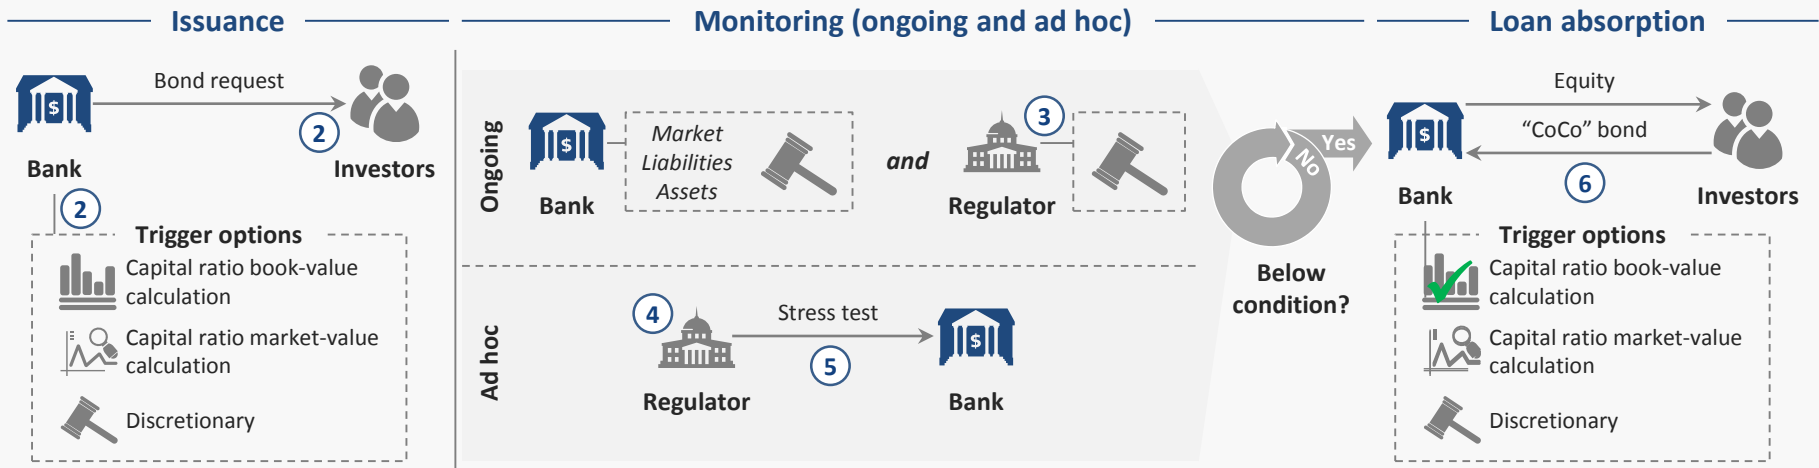 Issuance
Bond request
2
Bank
Investors
2
Trigger options
Capital ratio book-value
calculation
Capital ratio market-value
calculation
Discretionary
Monitoring (ongoing and ad hoc)
Ongoing
$
Bank
Market
Liabilities
Assets
and
3
Regulator
Ad hoc
4
Regulator
Stress test
5
$
Bank
No
Yes
Below
condition?
Loan absorption
$
Equity
"CoCo" bond
6
Bank
Investors
Trigger options
Capital ratio book-value
calculation
Capital ratio market-value
calculation
Discretionary
$